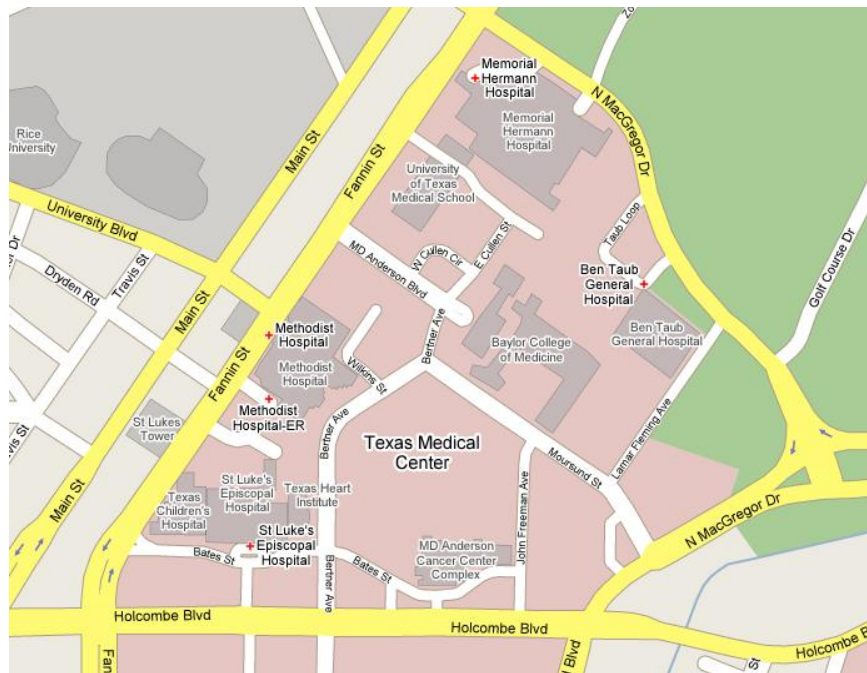 Memorial
Hermann
Hospital
Memorial
Hermann
Hospital
N MacGregor Dr
Main St
Fannin St
Rice
University
University
of Texas
Medical School
University Blvd
Taub Loop
E Cullen St
W Cullen Cir
Travis St
Dryden Rd
MD Anderson Blvd
Ben Taub
General
Hospital
Golf Course Dr
Main St
Bertner Ave
Ben Taub
General Hospital
Methodist
Hospital
Baylor College
of Medicine
Fannin St
Methodist
Hospital
Wilkins St
Methodist
Hospital-ER
St Lukes
Tower
Bertner Ave
Texas Medical
Center
Lamar Fleming Ave
Moursund St
St Luke's
Episcopal
Hospital
Texas Heart
Institute
Texas
Children's
Hospital
Main St
John Freeman Ave
St Luke's
Episcopal
Hospital
N MacGregor Dr
Bates St
MD Anderson
Cancer Center
Complex
Bates St
Bertner Ave
Holcombe Blvd
Holcombe Blvd
Holcombe Blvd
Fan
Blvd
St